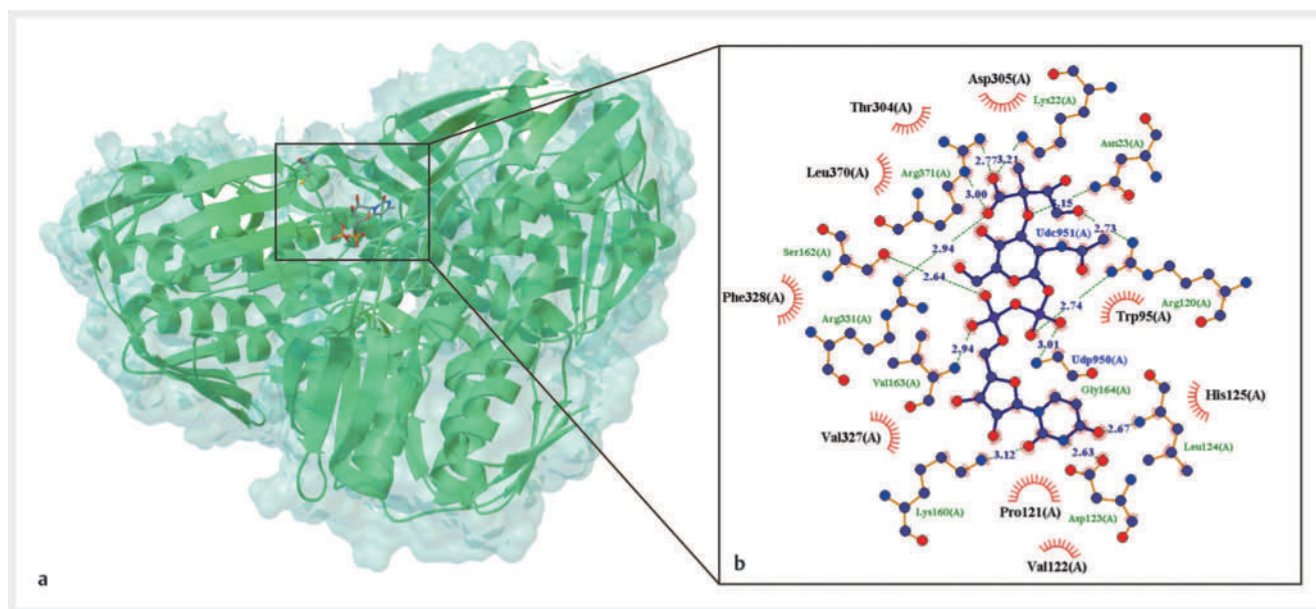 Asp305(A)
Lys22(A)
Thr304(A)
Asn23(A)
2.77
3.21
Leu370(A)
Arg371(A)
3.00
3.15
Udc951(A)
2.73
2.94
Ser162(A)
2.64
Phe328(A)
2.74
Arg120(A)
Trp95(A)
Arg331(A)
2.94
3.01
Udp950(A)
Val163(A)
Gly164(A)
His125(A)
Val327(A)
2.67
Leu124(A)
3.12
2.63
Pro121(A)
Lys160(A)
Asp123(A)
Val122(A)
a
b